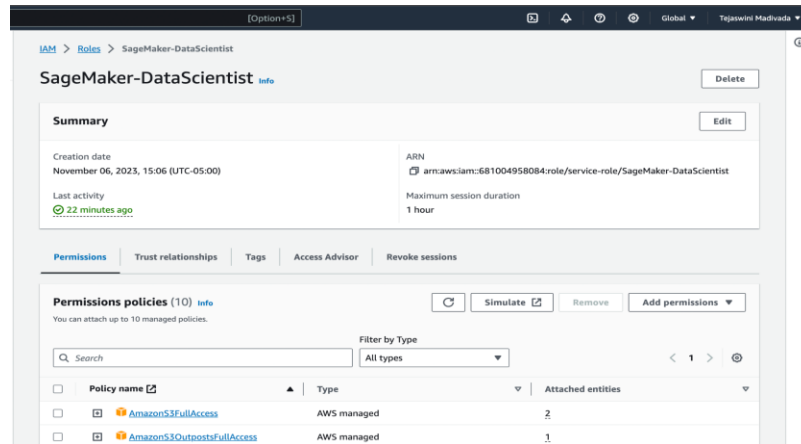 [Option+S]
Global ▼ Tejaswini Madivada ▼
IAM > Roles > SageMaker-DataScientist
SageMaker-DataScientist Info
Delete
Summary
Edit
Creation date
November 06, 2023, 15:06 (UTC-05:00)
ARN
arn:aws:iam::681004958084:role/service-role/SageMaker-DataScientist
Last activity
22 minutes ago
Maximum session duration
1 hour
Permissions Trust relationships Tags Access Advisor Revoke sessions
Permissions policies (10) Info
You can attach up to 10 managed policies.
Simulate Remove Add permissions ▼
Filter by Type
Search
All types ▼
< 1 >
Policy name ▲ Type Attached entities
AmazonS3FullAccess AWS managed 2
AmazonS3OutpostsFullAccess AWS managed 1